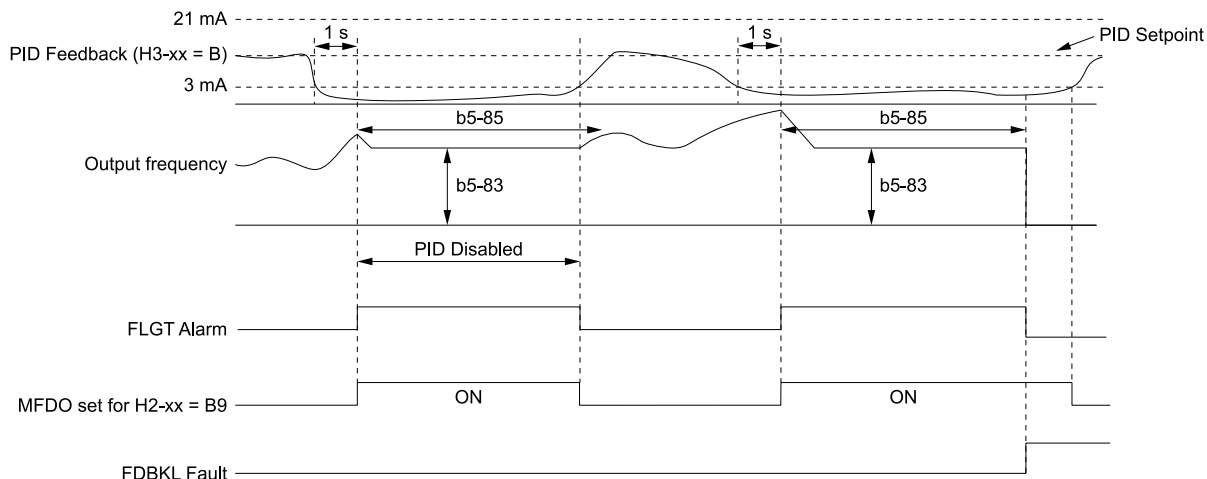 21 mA
1 s
1 s
PID Setpoint
PID Feedback (H3-xx = B)
3 mA
b5-85
b5-85
Output frequency
b5-83
b5-83
PID Disabled
FLGT Alarm
ON
ON
MFDO set for H2-xx = B9
FDBKL Fault